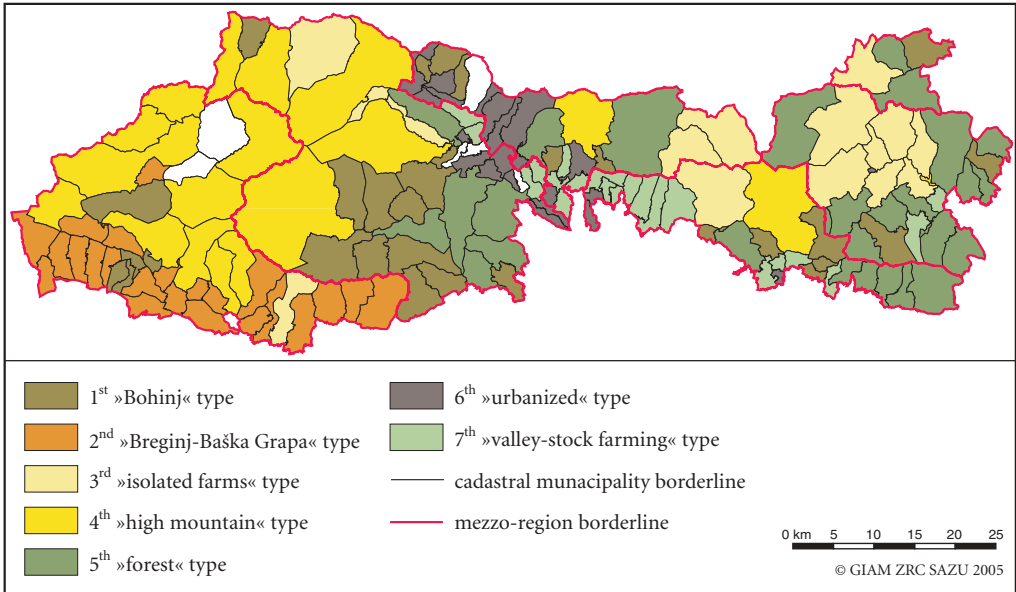 1st »Bohinj« type
2nd »Breginj-Baška Grapa« type
3rd »isolated farms« type
4th »high mountain« type
5th »forest« type
6th »urbanized« type
7th »valley-stock farming« type
cadastral munacipality borderline
mezzo-region borderline
0 km 5 10 15 20 25
© GIAM ZRC SAZU 2005